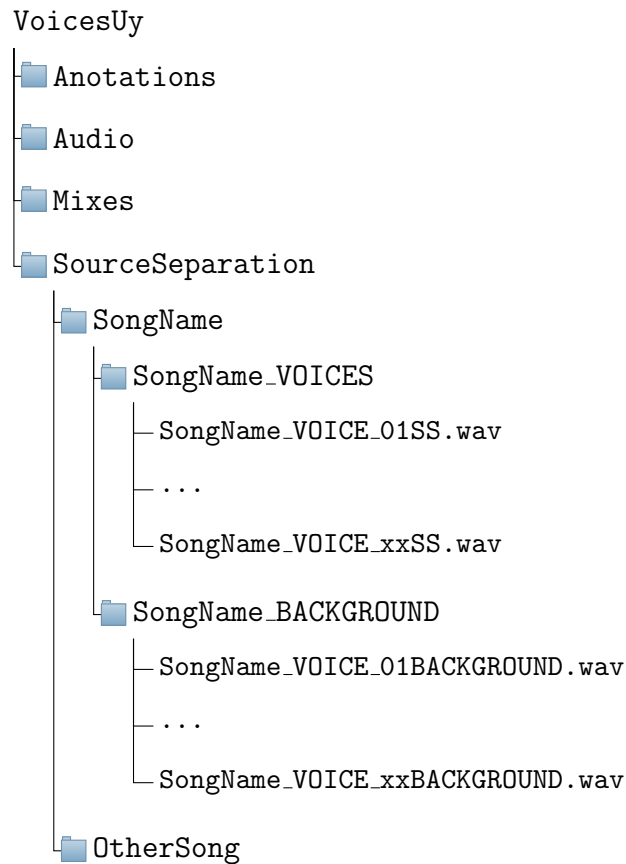 VoicesUy
Anotations
Audio
Mixes
SourceSeparation
SongName
SongName_VOICES
SongName_VOICE_01SS.wav
...
SongName_VOICE_xxSS.wav
SongName_BACKGROUND
SongName_VOICE_01BACKGROUND.wav
...
SongName_VOICE_xxBACKGROUND.wav
OtherSong